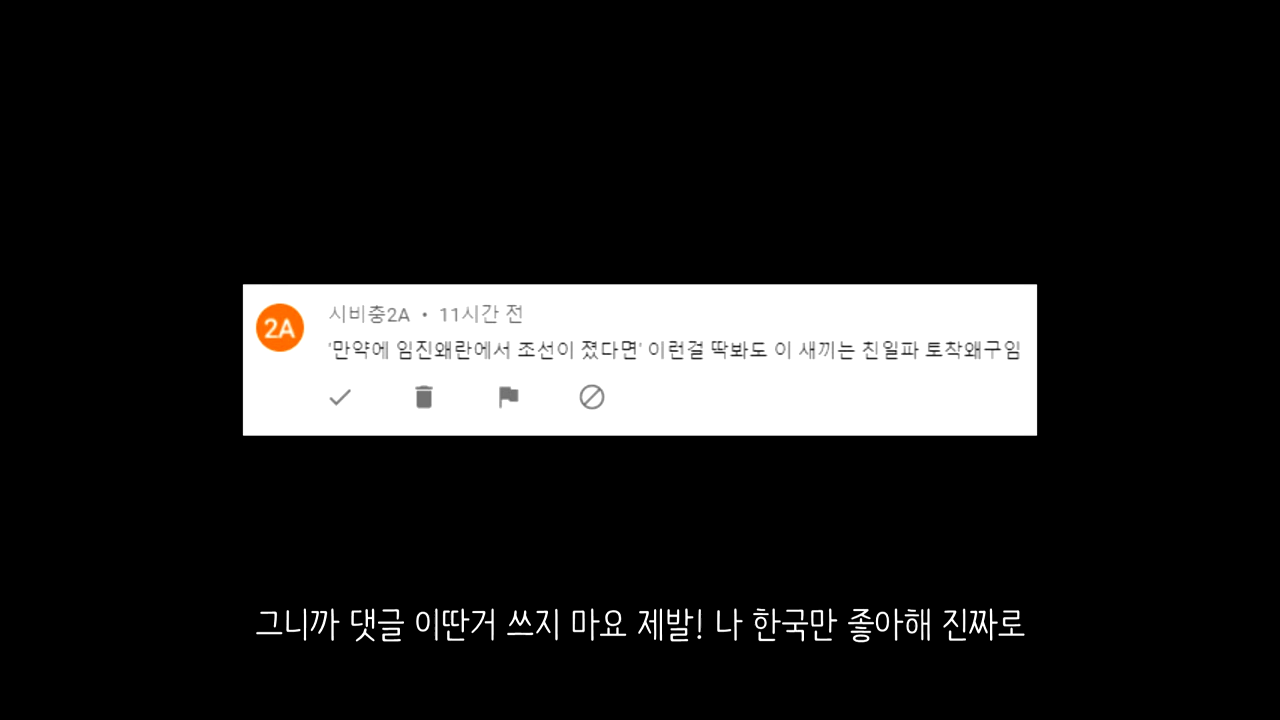 2A
시비충2A • 11시간 전
'만약에 임진왜란에서 조선이 졌다면' 이런걸 딱봐도 이 새끼는 친일파 토착왜구임
그니까 댓글 이딴거 쓰지 마요 제발! 나 한국만 좋아해 진짜로